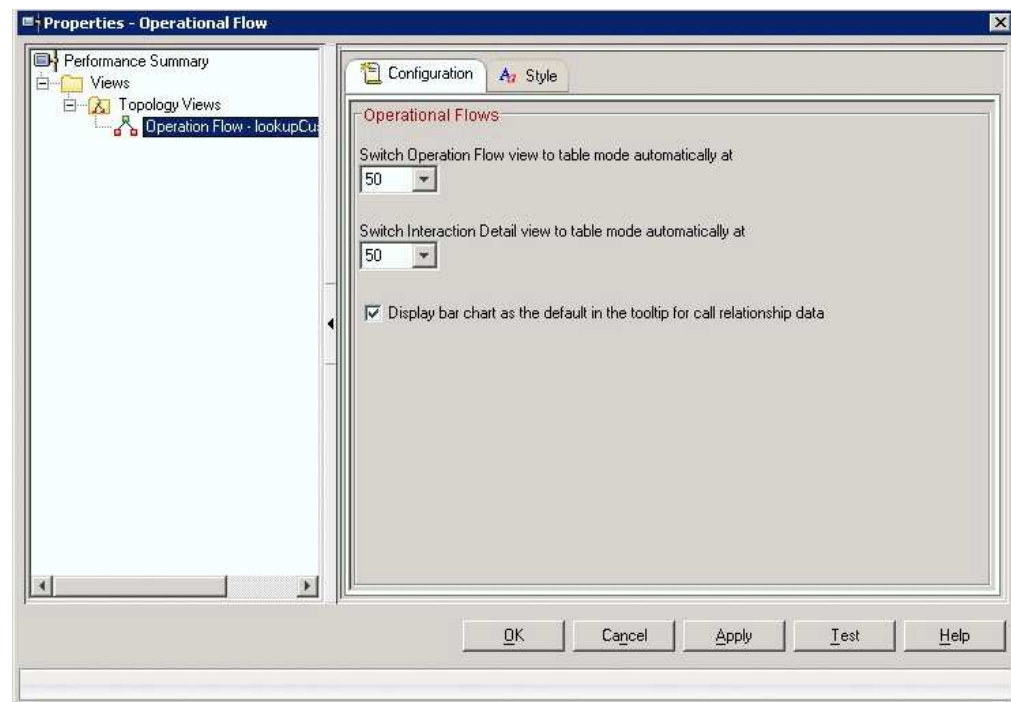 Properties - Operational Flow
Performance Summary
Views
Topology Views
Operation Flow - lookupCu
Configuration
Style
Operational Flows
Switch Operation Flow view to table mode automatically at
50
Switch Interaction Detail view to table mode automatically at
50
Display bar chart as the default in the tooltip for call relationship data
OK
Cancel
Apply
Test
Help